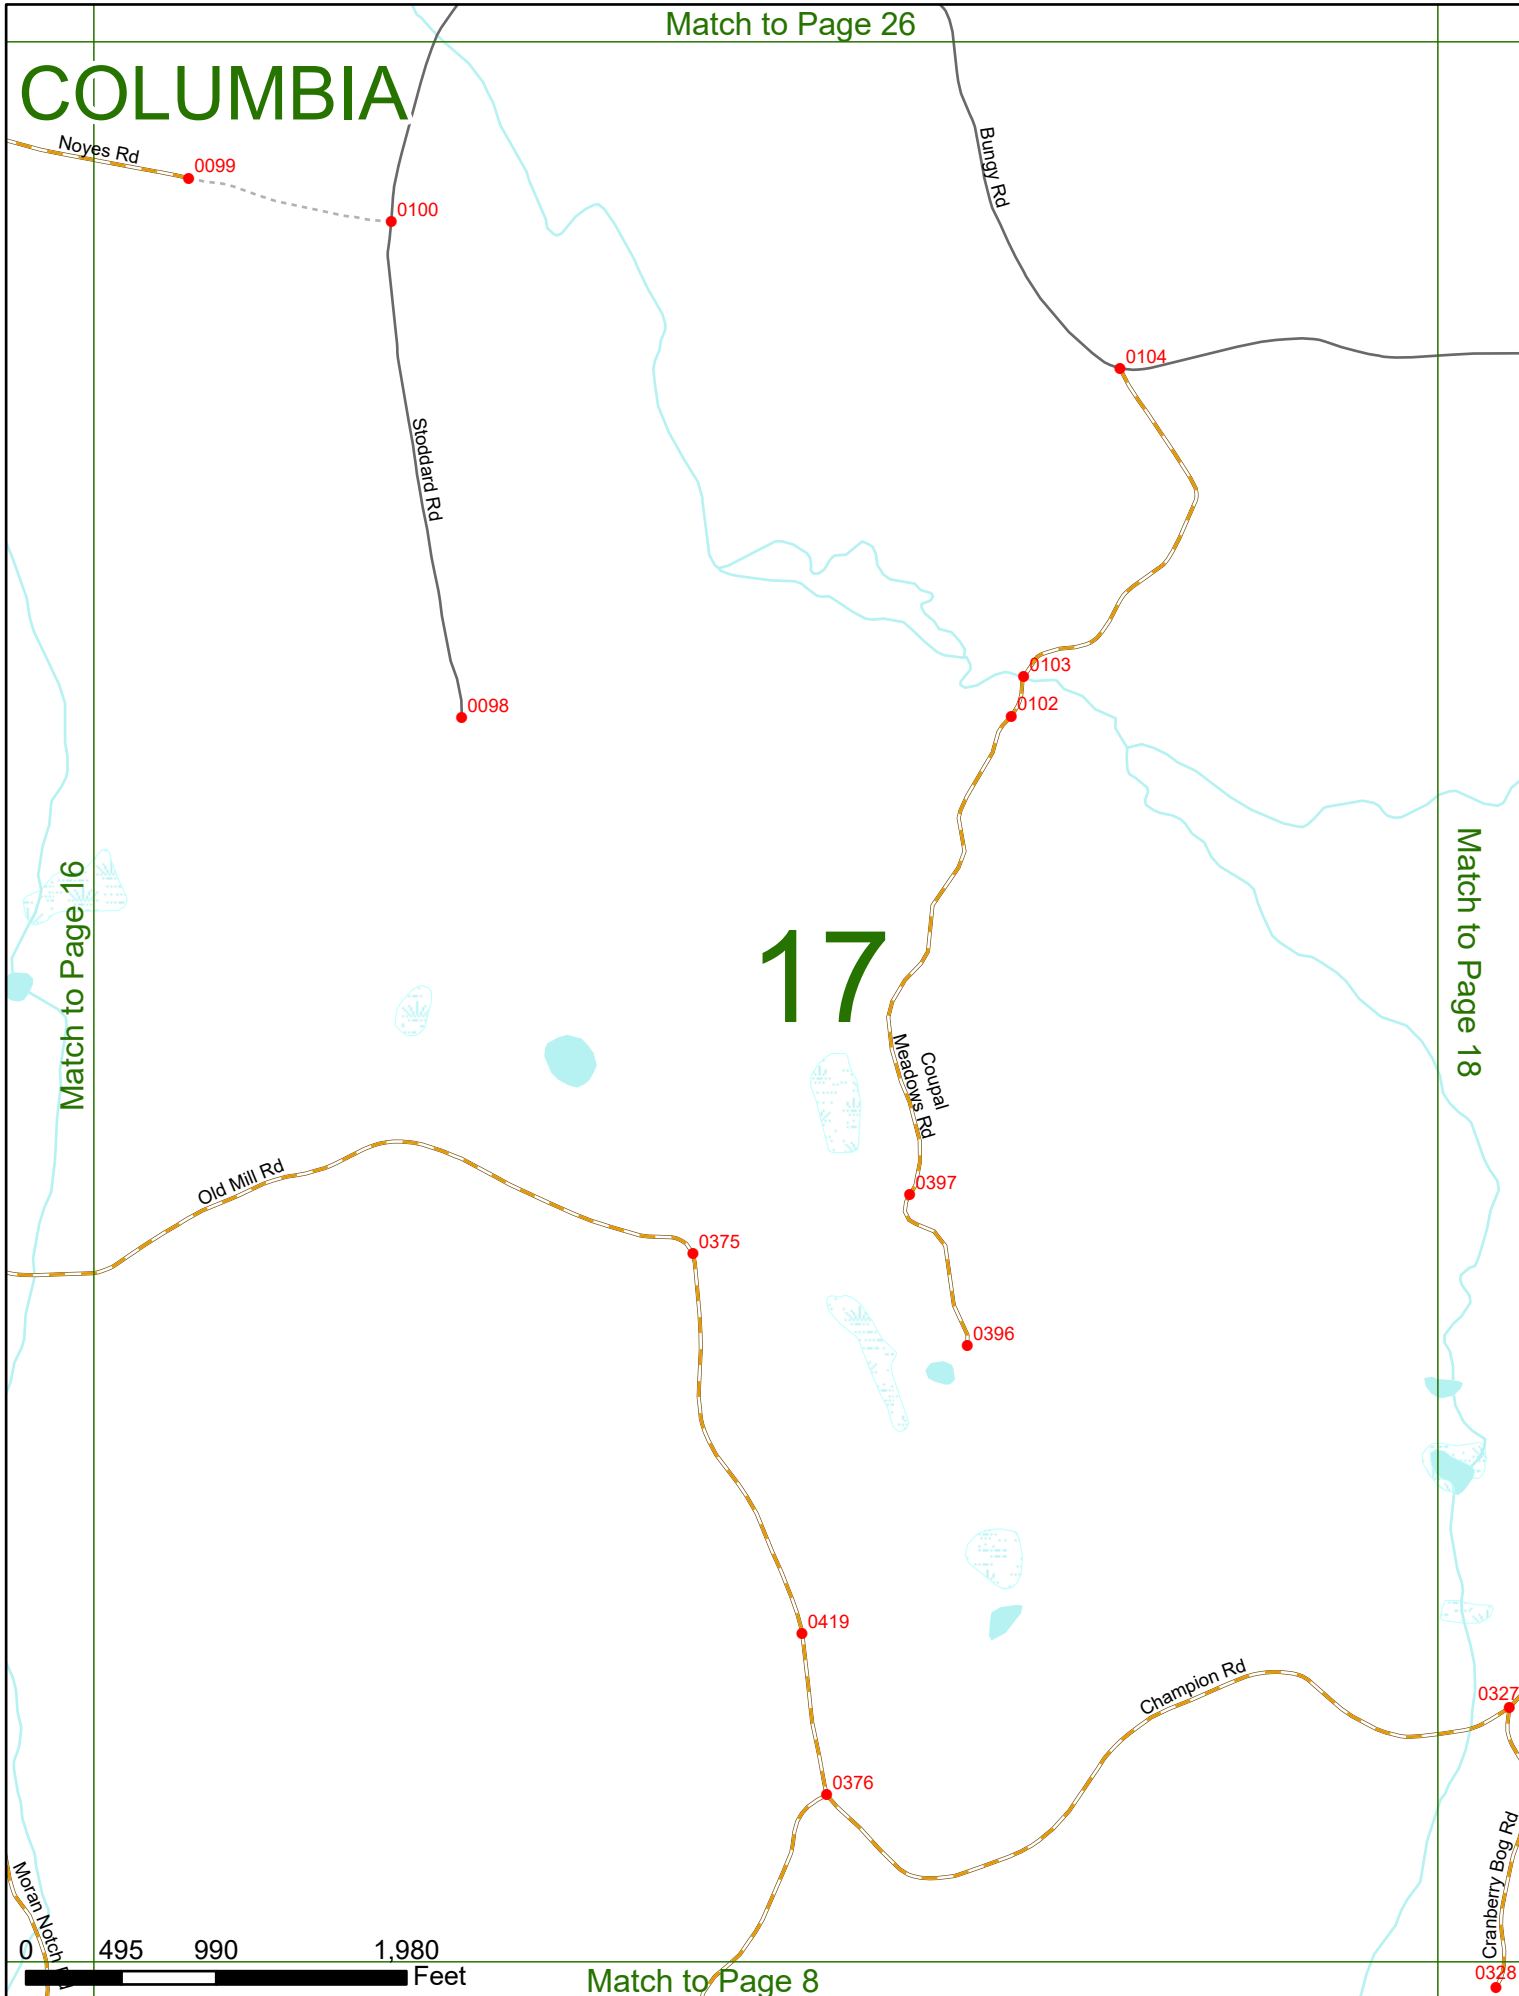 Match to Page 26
COLUMBIA
Noyes Rd
0099
0100
Bungy Rd
0104
Stoddard Rd
0103
0102
0098
Match to Page 16
Match to Page 18
17
Coupal
Meadows Rd
Old Mill Rd
0397
0375
0396
0419
Champion Rd
0327
0376
Moran Notch Rd
Cranberry Bog Rd
0 495 990 1,980
Feet
0328
Match to Page 8